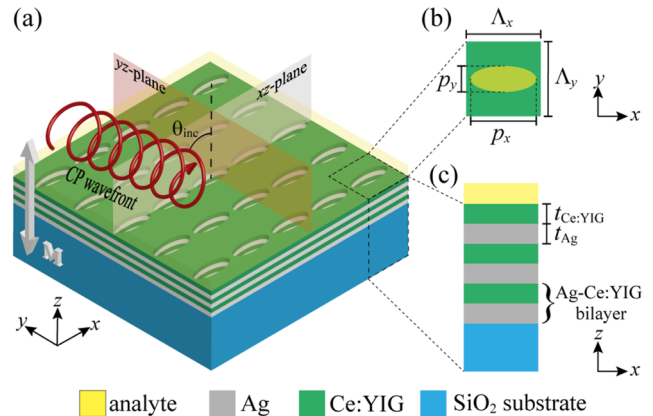 (a)
yz-plane
xz-plane
θinc
CP wavefront
M
z
y
x
(b)
Λx
py
Λy
px
y
x
(c)
tCe:YIG
tAg
Ag-Ce:YIG
bilayer
z
x
analyte
Ag
Ce:YIG
SiO2 substrate